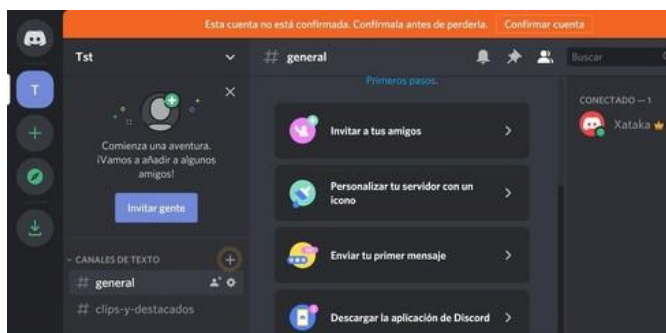 Esta cuenta no está confirmada. Confírmala antes de perderla. Confirmar cuenta
Tst
general
Buscar
T
Comienza una aventura.
¡Vamos a añadir a algunos
amigos!
Invitar gente
CANALES DE TEXTO
general
clips-y-destacados
Primeros pasos.
Invitar a tus amigos
Personalizar tu servidor con un
icono
Enviar tu primer mensaje
Descargar la aplicación de Discord
CONECTADO — 1
Xataka